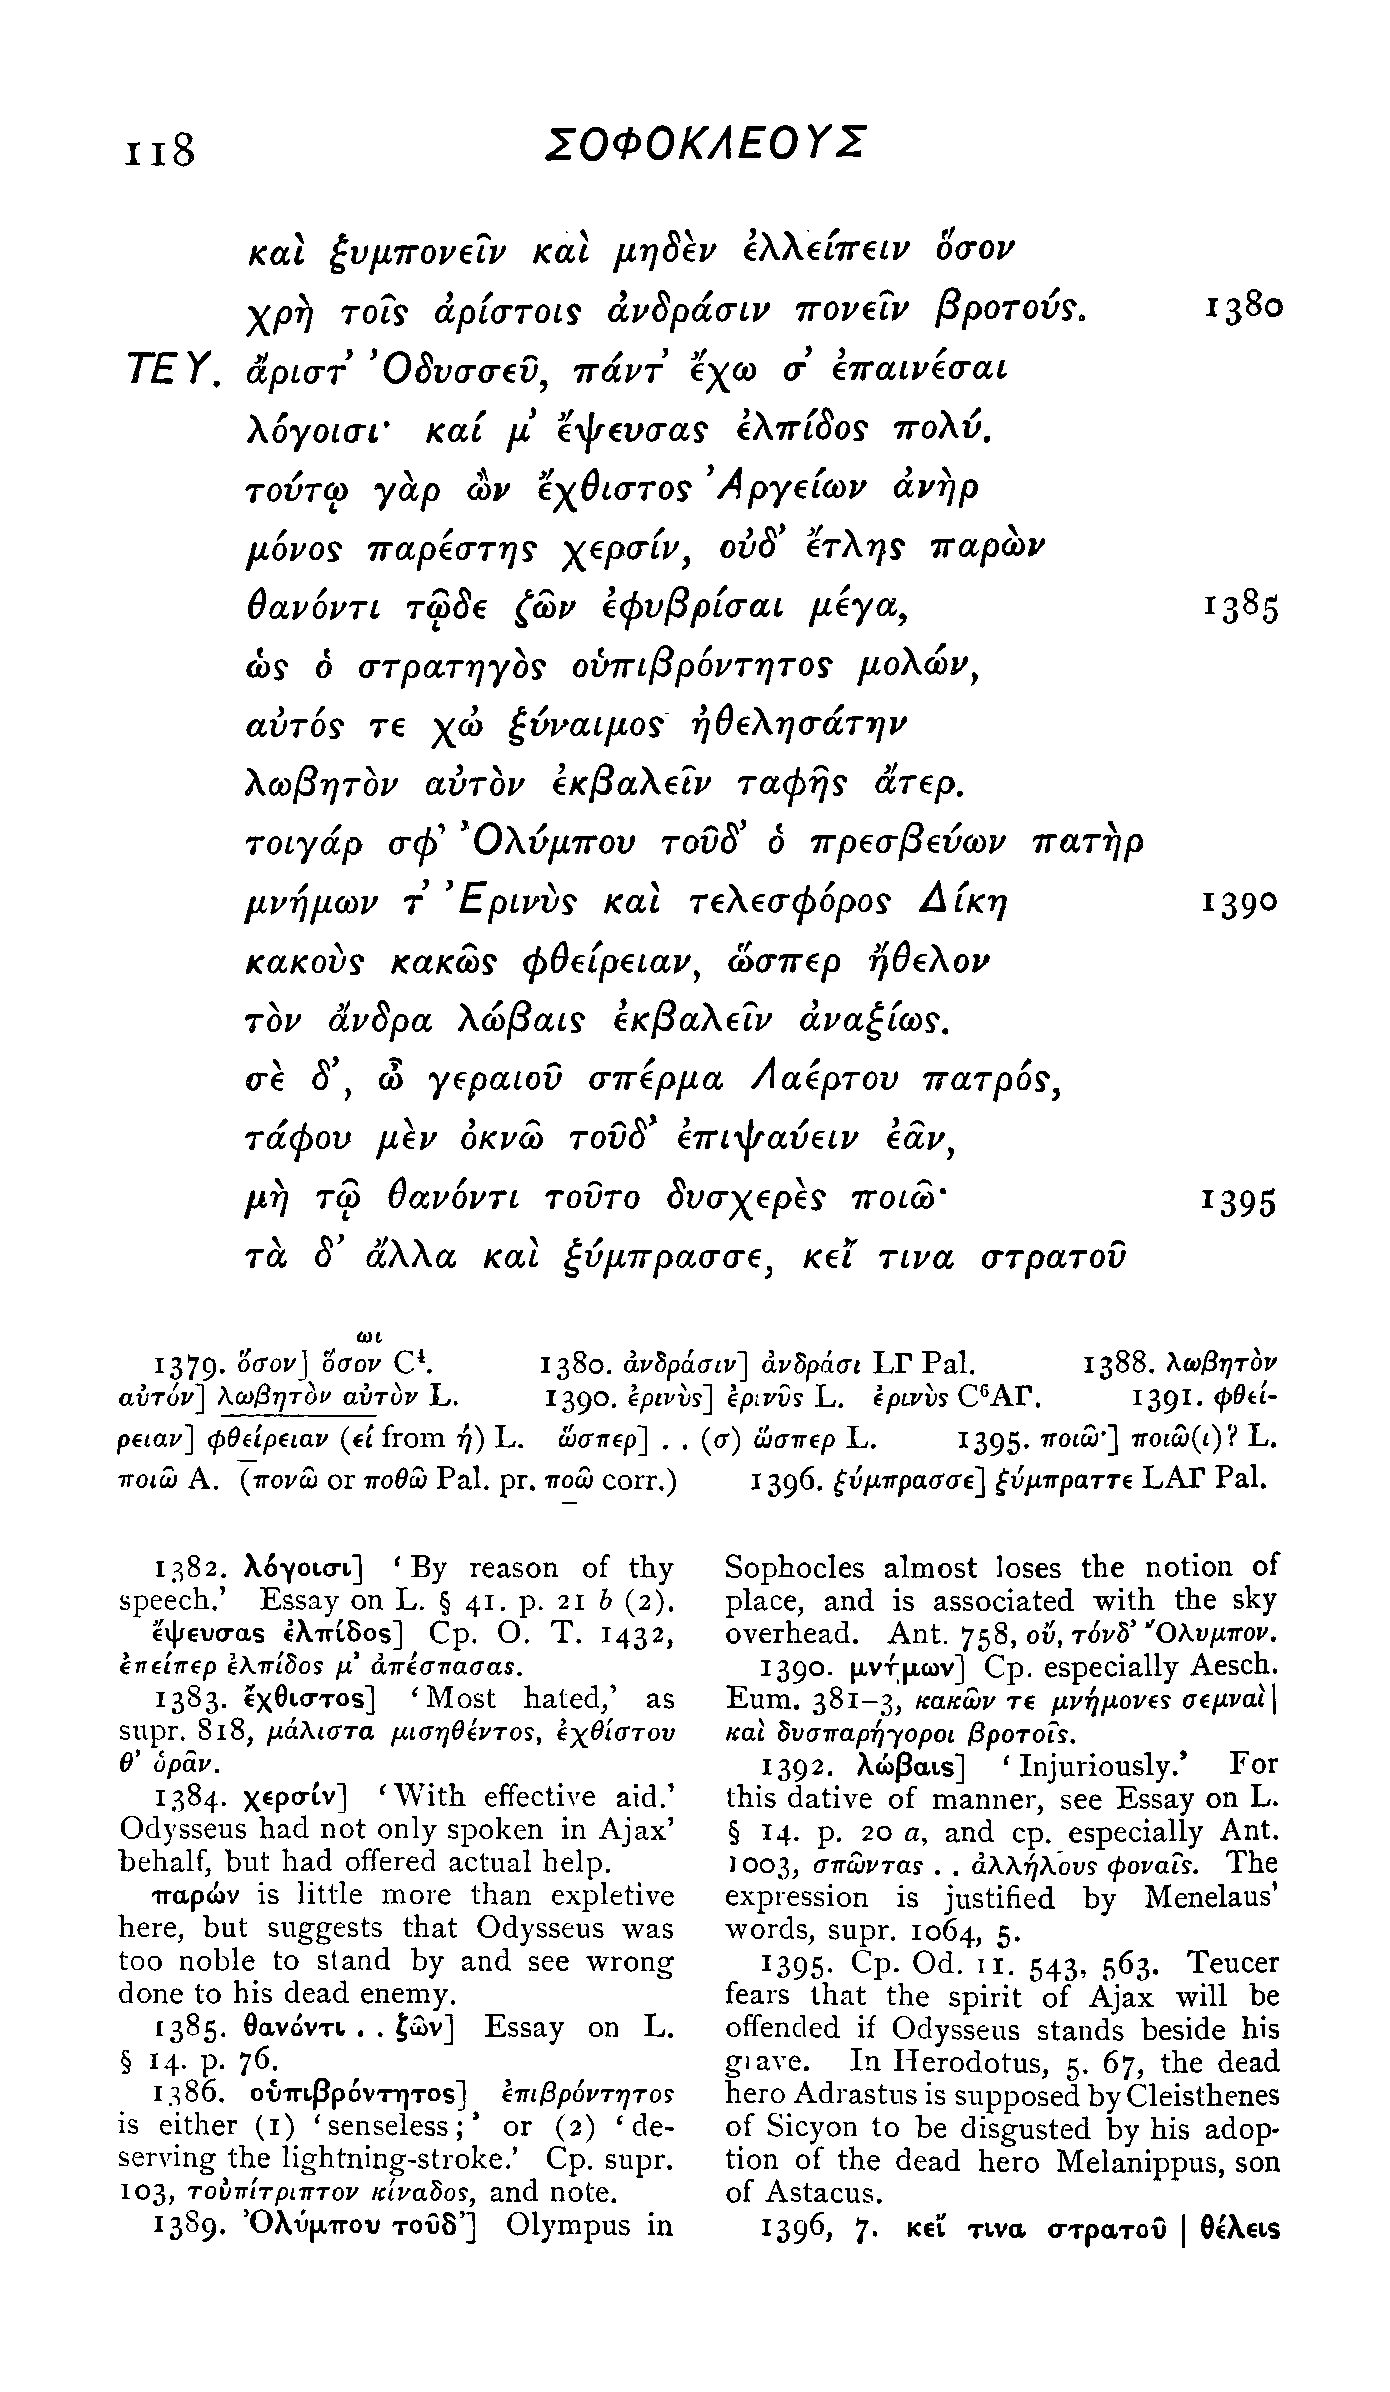 118 ΣΟΦΟΚΛΕΟΥΣ
καὶ ξυμπονεῖν καὶ μηδὲν ἐλλείπειν ὅσον
χρὴ τοῖς ἀρίστοις ἀνδράσιν πονεῖν βροτούς. 1380
ΤΕΥ. ἄριστ’ Ὀδυσσεῦ, πάντ’ ἔχω σ’ ἐπαινέσαι
λόγοισι· καί μ’ ἔψευσας ἐλπίδος πολύ.
τούτῳ γὰρ ὢν ἔχθιστος Ἀργείων ἀνὴρ
μόνος παρέστης χερσίν, οὐδ’ ἔτλης παρὼν
θανόντι τῷδε ζῶν ἐφυβρίσαι μέγα, 1385
ὡς ὁ στρατηγὸς οὑπιβρόντητος μολών,
αὐτός τε χὠ ξύναιμος ἠθελησάτην
λωβητὸν αὐτὸν ἐκβαλεῖν ταφῆς ἄτερ.
τοιγάρ σφ’ Ὀλύμπου τοῦδ’ ὁ πρεσβεύων πατὴρ
μνήμων τ’ Ἐρινὺς καὶ τελεσφόρος Δίκη 1390
κακοὺς κακῶς φθείρειαν, ὥσπερ ἤθελον
τὸν ἄνδρα λώβαις ἐκβαλεῖν ἀναξίως.
σὲ δ’, ὦ γεραιοῦ σπέρμα Λαέρτου πατρός,
τάφου μὲν ὀκνῶ τοῦδ’ ἐπιψαύειν ἐᾶν,
μὴ τῷ θανόντι τοῦτο δυσχερὲς ποιῶ· 1395
τὰ δ’ ἄλλα καὶ ξύμπρασσε, κεἴ τινα στρατοῦ
ωι
1379. ὅσον] ὅσον C⁴. 1380. ἀνδράσιν] ἀνδράσι LΓ Pal. 1388. λωβητὸν
αὐτόν] λωβητὸν αὐτὸν L. 1390. ἐρινὺς] ἐρινῦς L. ἐρινὺς C⁶AΓ. 1391. φθεί-
ρειαν] φθείρειαν (εί from ή) L. ὥσπερ] . . (σ) ὥσπερ L. 1395. ποιῶ·] ποιῶ(ι)? L.
ποιῶ A. (πονῶ or ποθῶ Pal. pr. ποῶ corr.) 1396. ξύμπρασσε] ξύμπραττε LAΓ Pal.
1382. λόγοισι] ‘By reason of thy
speech.’ Essay on L. § 41. p. 21 b (2).
ἔψευσας ἐλπίδος] Cp. O. T. 1432,
ἐπείπερ ἐλπίδος μ’ ἀπέσπασας.
1383. ἔχθιστος] ‘Most hated,’ as
supr. 818, μάλιστα μισηθέντος, ἐχθίστου
θ’ ὁρᾶν.
1384. χερσίν] ‘With effective aid.’
Odysseus had not only spoken in Ajax’
behalf, but had offered actual help.
παρών is little more than expletive
here, but suggests that Odysseus was
too noble to stand by and see wrong
done to his dead enemy.
1385. θανόντι . . ζῶν] Essay on L.
§ 14. p. 76.
1386. οὑπιβρόντητος] ἐπιβρόντητος
is either (1) ‘senseless;’ or (2) ‘de-
serving the lightning-stroke.’ Cp. supr.
103, τοὐπίτριπτον κίναδος, and note.
1389. Ὀλύμπου τοῦδ’] Olympus in
Sophocles almost loses the notion of
place, and is associated with the sky
overhead. Ant. 758, οὔ, τόνδ’ Ὄλυμπον.
1390. μνήμων] Cp. especially Aesch.
Eum. 381–3, κακῶν τε μνήμονες σεμναὶ |
καὶ δυσπαρήγοροι βροτοῖς.
1392. λώβαις] ‘Injuriously.’ For
this dative of manner, see Essay on L.
§ 14. p. 20 a, and cp. especially Ant.
1003, σπῶντας . . ἀλλήλους φοναῖς. The
expression is justified by Menelaus’
words, supr. 1064, 5.
1395. Cp. Od. 11. 543, 563. Teucer
fears that the spirit of Ajax will be
offended if Odysseus stands beside his
grave. In Herodotus, 5. 67, the dead
hero Adrastus is supposed by Cleisthenes
of Sicyon to be disgusted by his adop-
tion of the dead hero Melanippus, son
of Astacus.
1396, 7. κεἴ τινα στρατοῦ | θέλεις